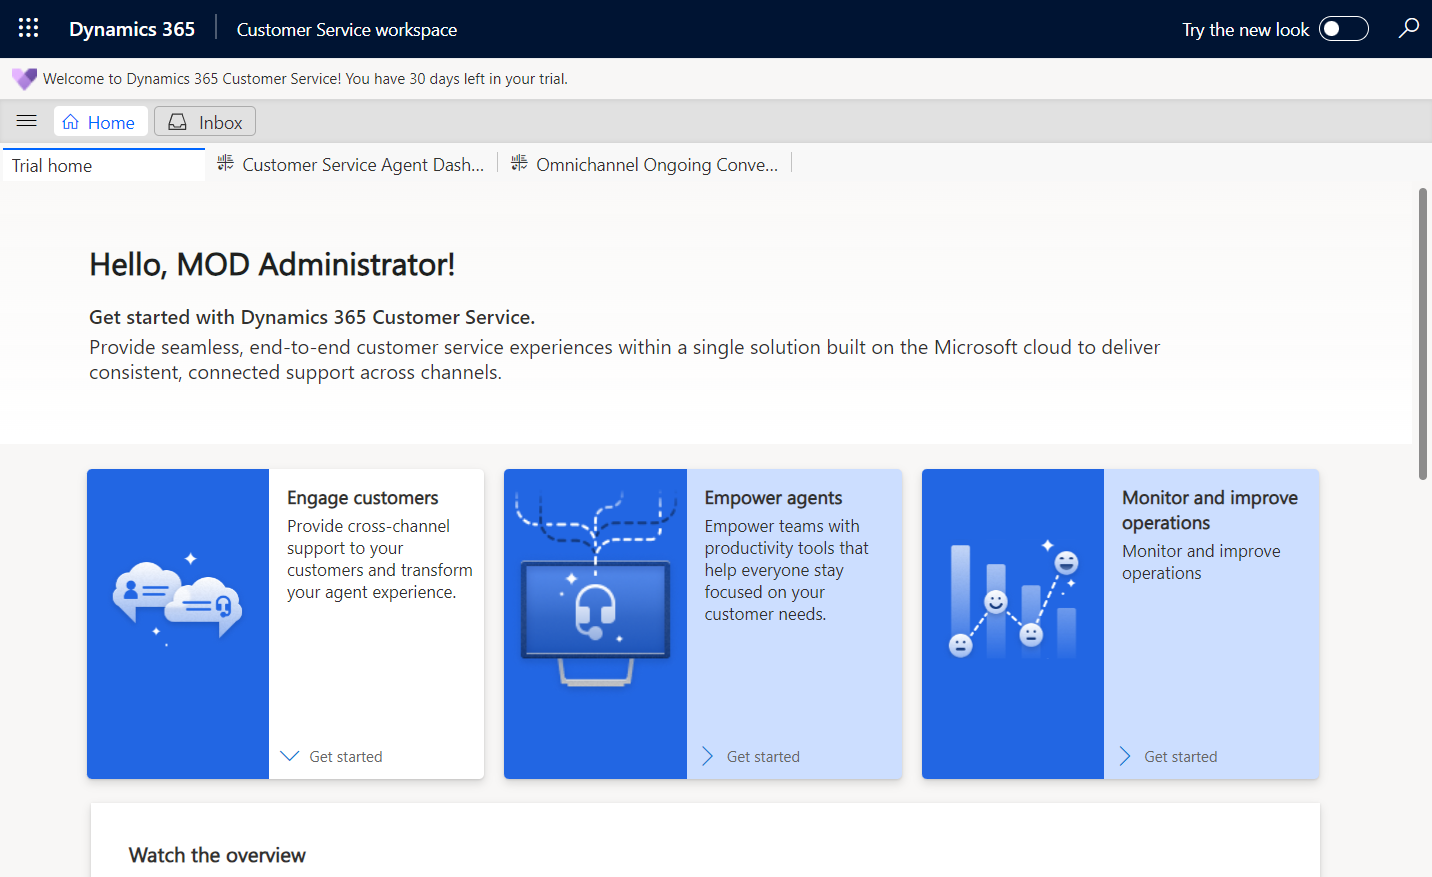 Dynamics 365 Customer Service workspace Try the new look
Welcome to Dynamics 365 Customer Service! You have 30 days left in your trial.
Home Inbox
Trial home Customer Service Agent Dash... Omnichannel Ongoing Conve...
Hello, MOD Administrator!
Get started with Dynamics 365 Customer Service.
Provide seamless, end-to-end customer service experiences within a single solution built on the Microsoft cloud to deliver
consistent, connected support across channels.
Engage customers
Provide cross-channel
support to your
customers and transform
your agent experience.
Get started
Empower agents
Empower teams with
productivity tools that
help everyone stay
focused on your
customer needs.
Get started
Monitor and improve
operations
Monitor and improve
operations
Get started
Watch the overview